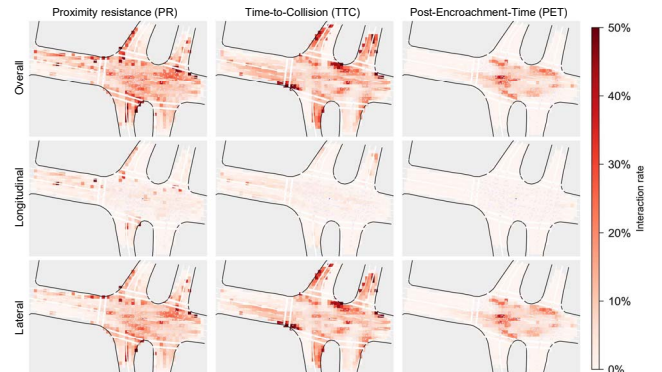 Proximity resistance (PR)
Time-to-Collision (TTC)
Post-Encroachment-Time (PET)
Overall
Longitudinal
Lateral
50%
40%
30%
20%
10%
0%
Interaction rate